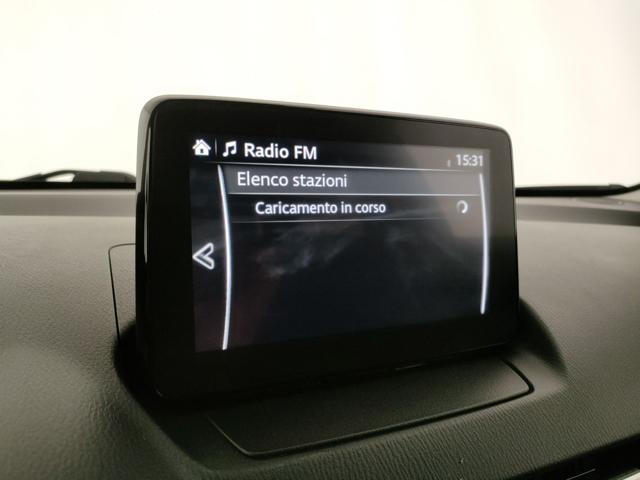 Radio FM
15:31
Elenco stazioni
Caricamento in corso